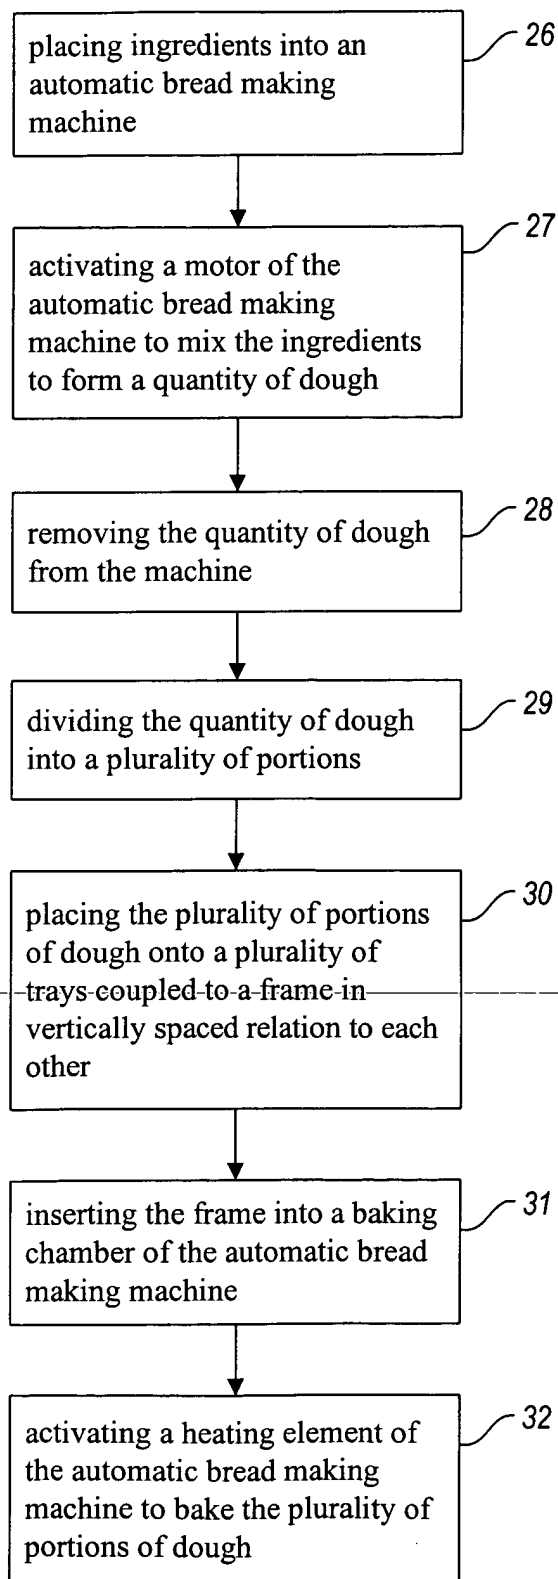 placing ingredients into an
automatic bread making
machine
26
activating a motor of the
automatic bread making
machine to mix the ingredients
to form a quantity of dough
27
removing the quantity of dough
from the machine
28
dividing the quantity of dough
into a plurality of portions
29
placing the plurality of portions
of dough onto a plurality of
trays coupled to a frame in
vertically spaced relation to each
other
30
inserting the frame into a baking
chamber of the automatic bread
making machine
31
activating a heating element of
the automatic bread making
machine to bake the plurality of
portions of dough
32